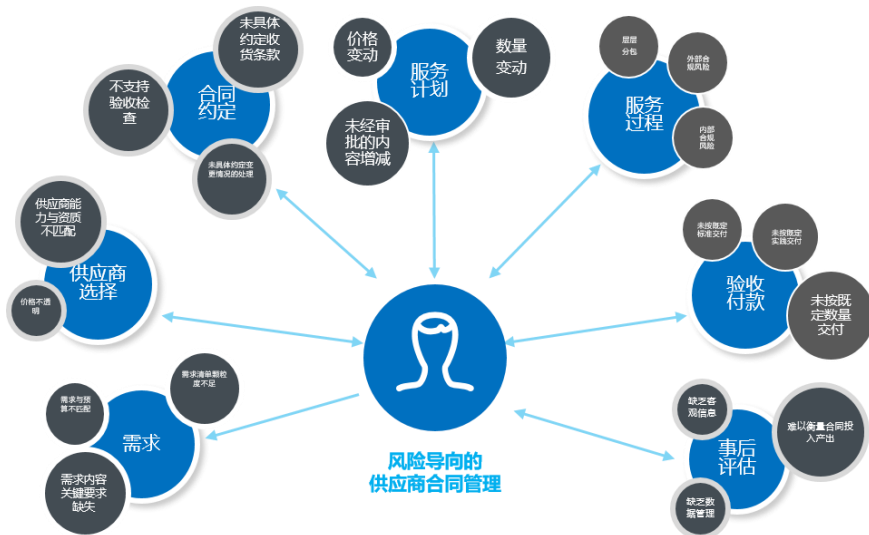 未具体
约定收
货条款
不支持
验收检
查
合同
约定
未具体约定变
更情况的处理
价格
变动
服务
计划
数量
变动
未经审
批的内
容增减
层层
分包
外部合
规风险
服务
过程
内部
合规
风险
供应商能
力与资质
不匹配
供应商
选择
价格不透
明
未按既定
标准交付
未按既定
实践交付
验收
付款
未按既
定数量
交付
需求清单颗粒
度不足
需求与预
算不匹配
需求
需求内容
关键要求
缺失
缺乏客
观信息
难以衡量合同投
入产出
事后
评估
缺乏数
据管理
风险导向的
供应商合同管理